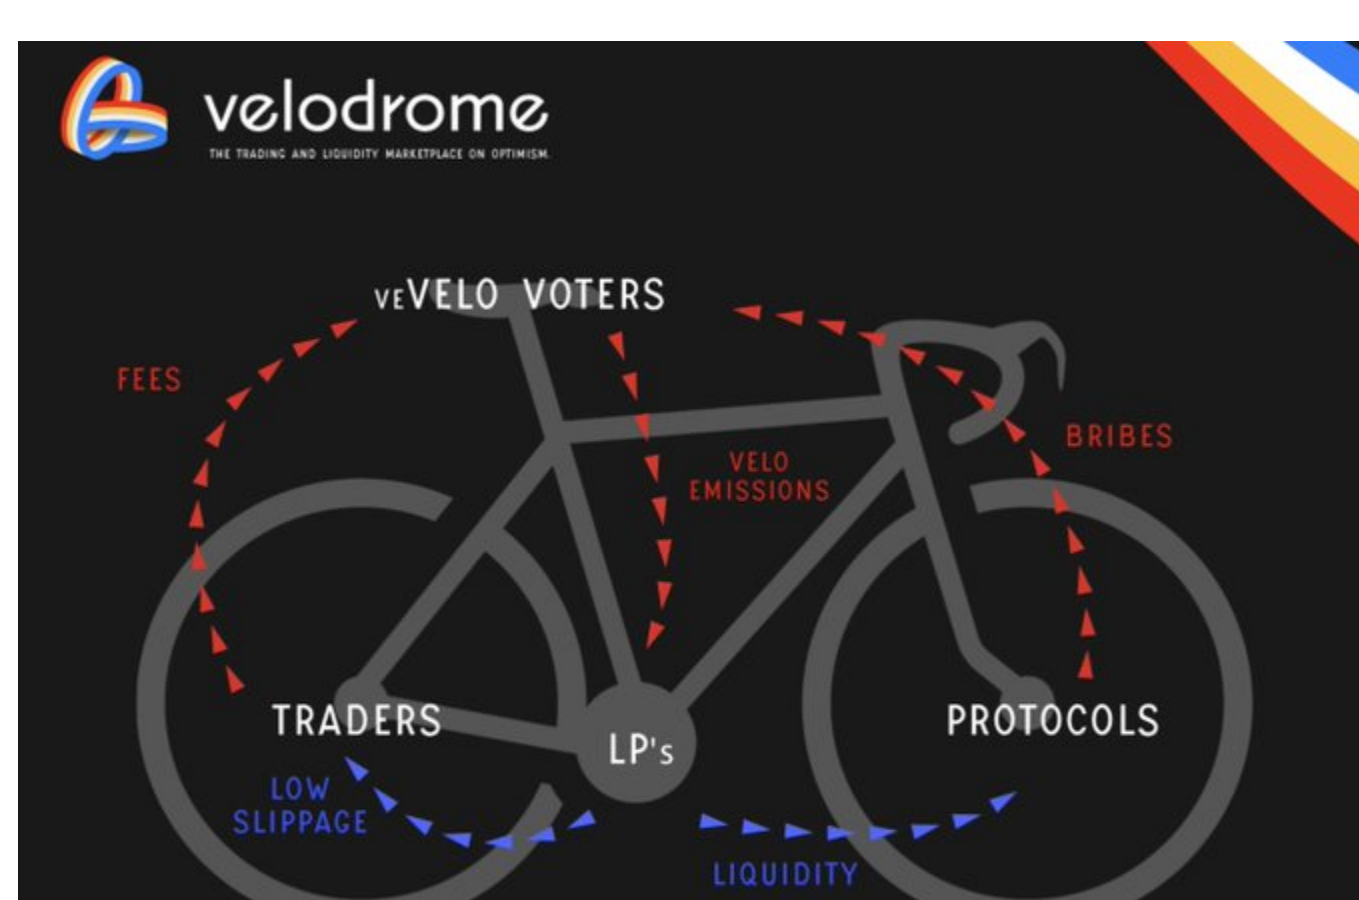 velodrome
THE TRADING AND LIQUIDITY MARKETPLACE ON OPTIMISM.
VEVELO VOTERS
FEES
BRIBES
VELO
EMISSIONS
TRADERS
LP's
PROTOCOLS
LOW
SLIPPAGE
LIQUIDITY